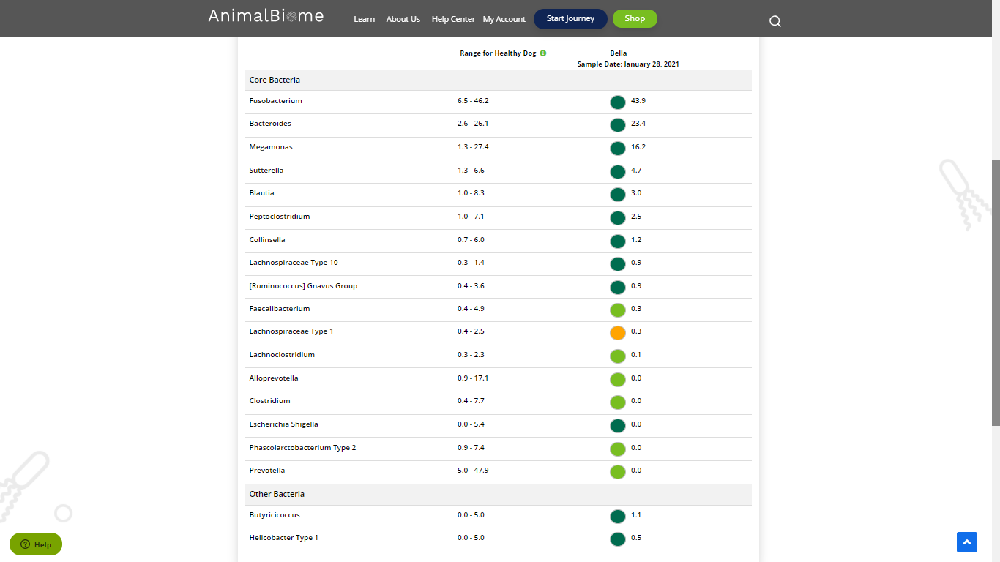 AnimalBiome
Learn About Us Help Center My Account Start Journey Shop
Range for Healthy Dog Bella
Sample Date: January 28, 2021
Core Bacteria
Fusobacterium 6.5 - 46.2 43.9
Bacteroides 2.6 - 26.1 23.4
Megamonas 1.3 - 27.4 16.2
Sutterella 1.3 - 6.6 4.7
Blautia 1.0 - 8.3 3.0
Peptoclostridium 1.0 - 7.1 2.5
Collinsella 0.7 - 6.0 1.2
Lachnospiraceae Type 10 0.3 - 1.4 0.9
[Ruminococcus] Gnavus Group 0.4 - 3.6 0.9
Faecalibacterium 0.4 - 4.9 0.3
Lachnospiraceae Type 1 0.4 - 2.5 0.3
Lachnoclostridium 0.3 - 2.3 0.1
Alloprevotella 0.9 - 17.1 0.0
Clostridium 0.4 - 7.7 0.0
Escherichia Shigella 0.0 - 5.4 0.0
Phascolarctobacterium Type 2 0.9 - 7.4 0.0
Prevotella 5.0 - 47.9 0.0
Other Bacteria
Butyricicoccus 0.0 - 5.0 1.1
Helicobacter Type 1 0.0 - 5.0 0.5
Help